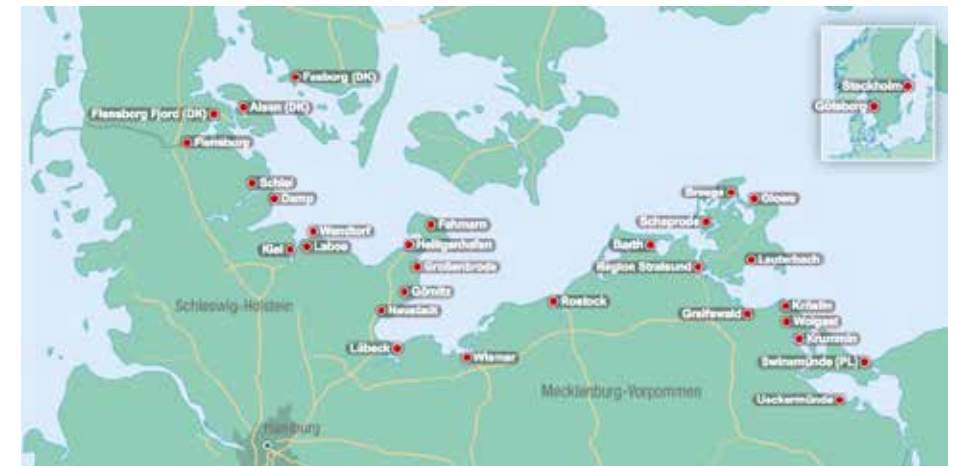 Faaborg (DK)
Stockholm
Göteborg
Flensborg Fjord (DK)
Alsen (DK)
Flensburg
Schlei
Damp
Breege
Glowe
Wendtorf
Fehmarn
Schaprode
Kiel
Laboe
Heiligenhafen
Barth
Lauterbach
Großenbrode
Region Stralsund
Grömitz
Schleswig-Holstein
Neustadt
Rostock
Greifswald
Kröslin
Wolgast
Krummin
Lübeck
Wismar
Swinemünde (PL)
Mecklenburg-Vorpommen
Ueckermünde
Hamburg